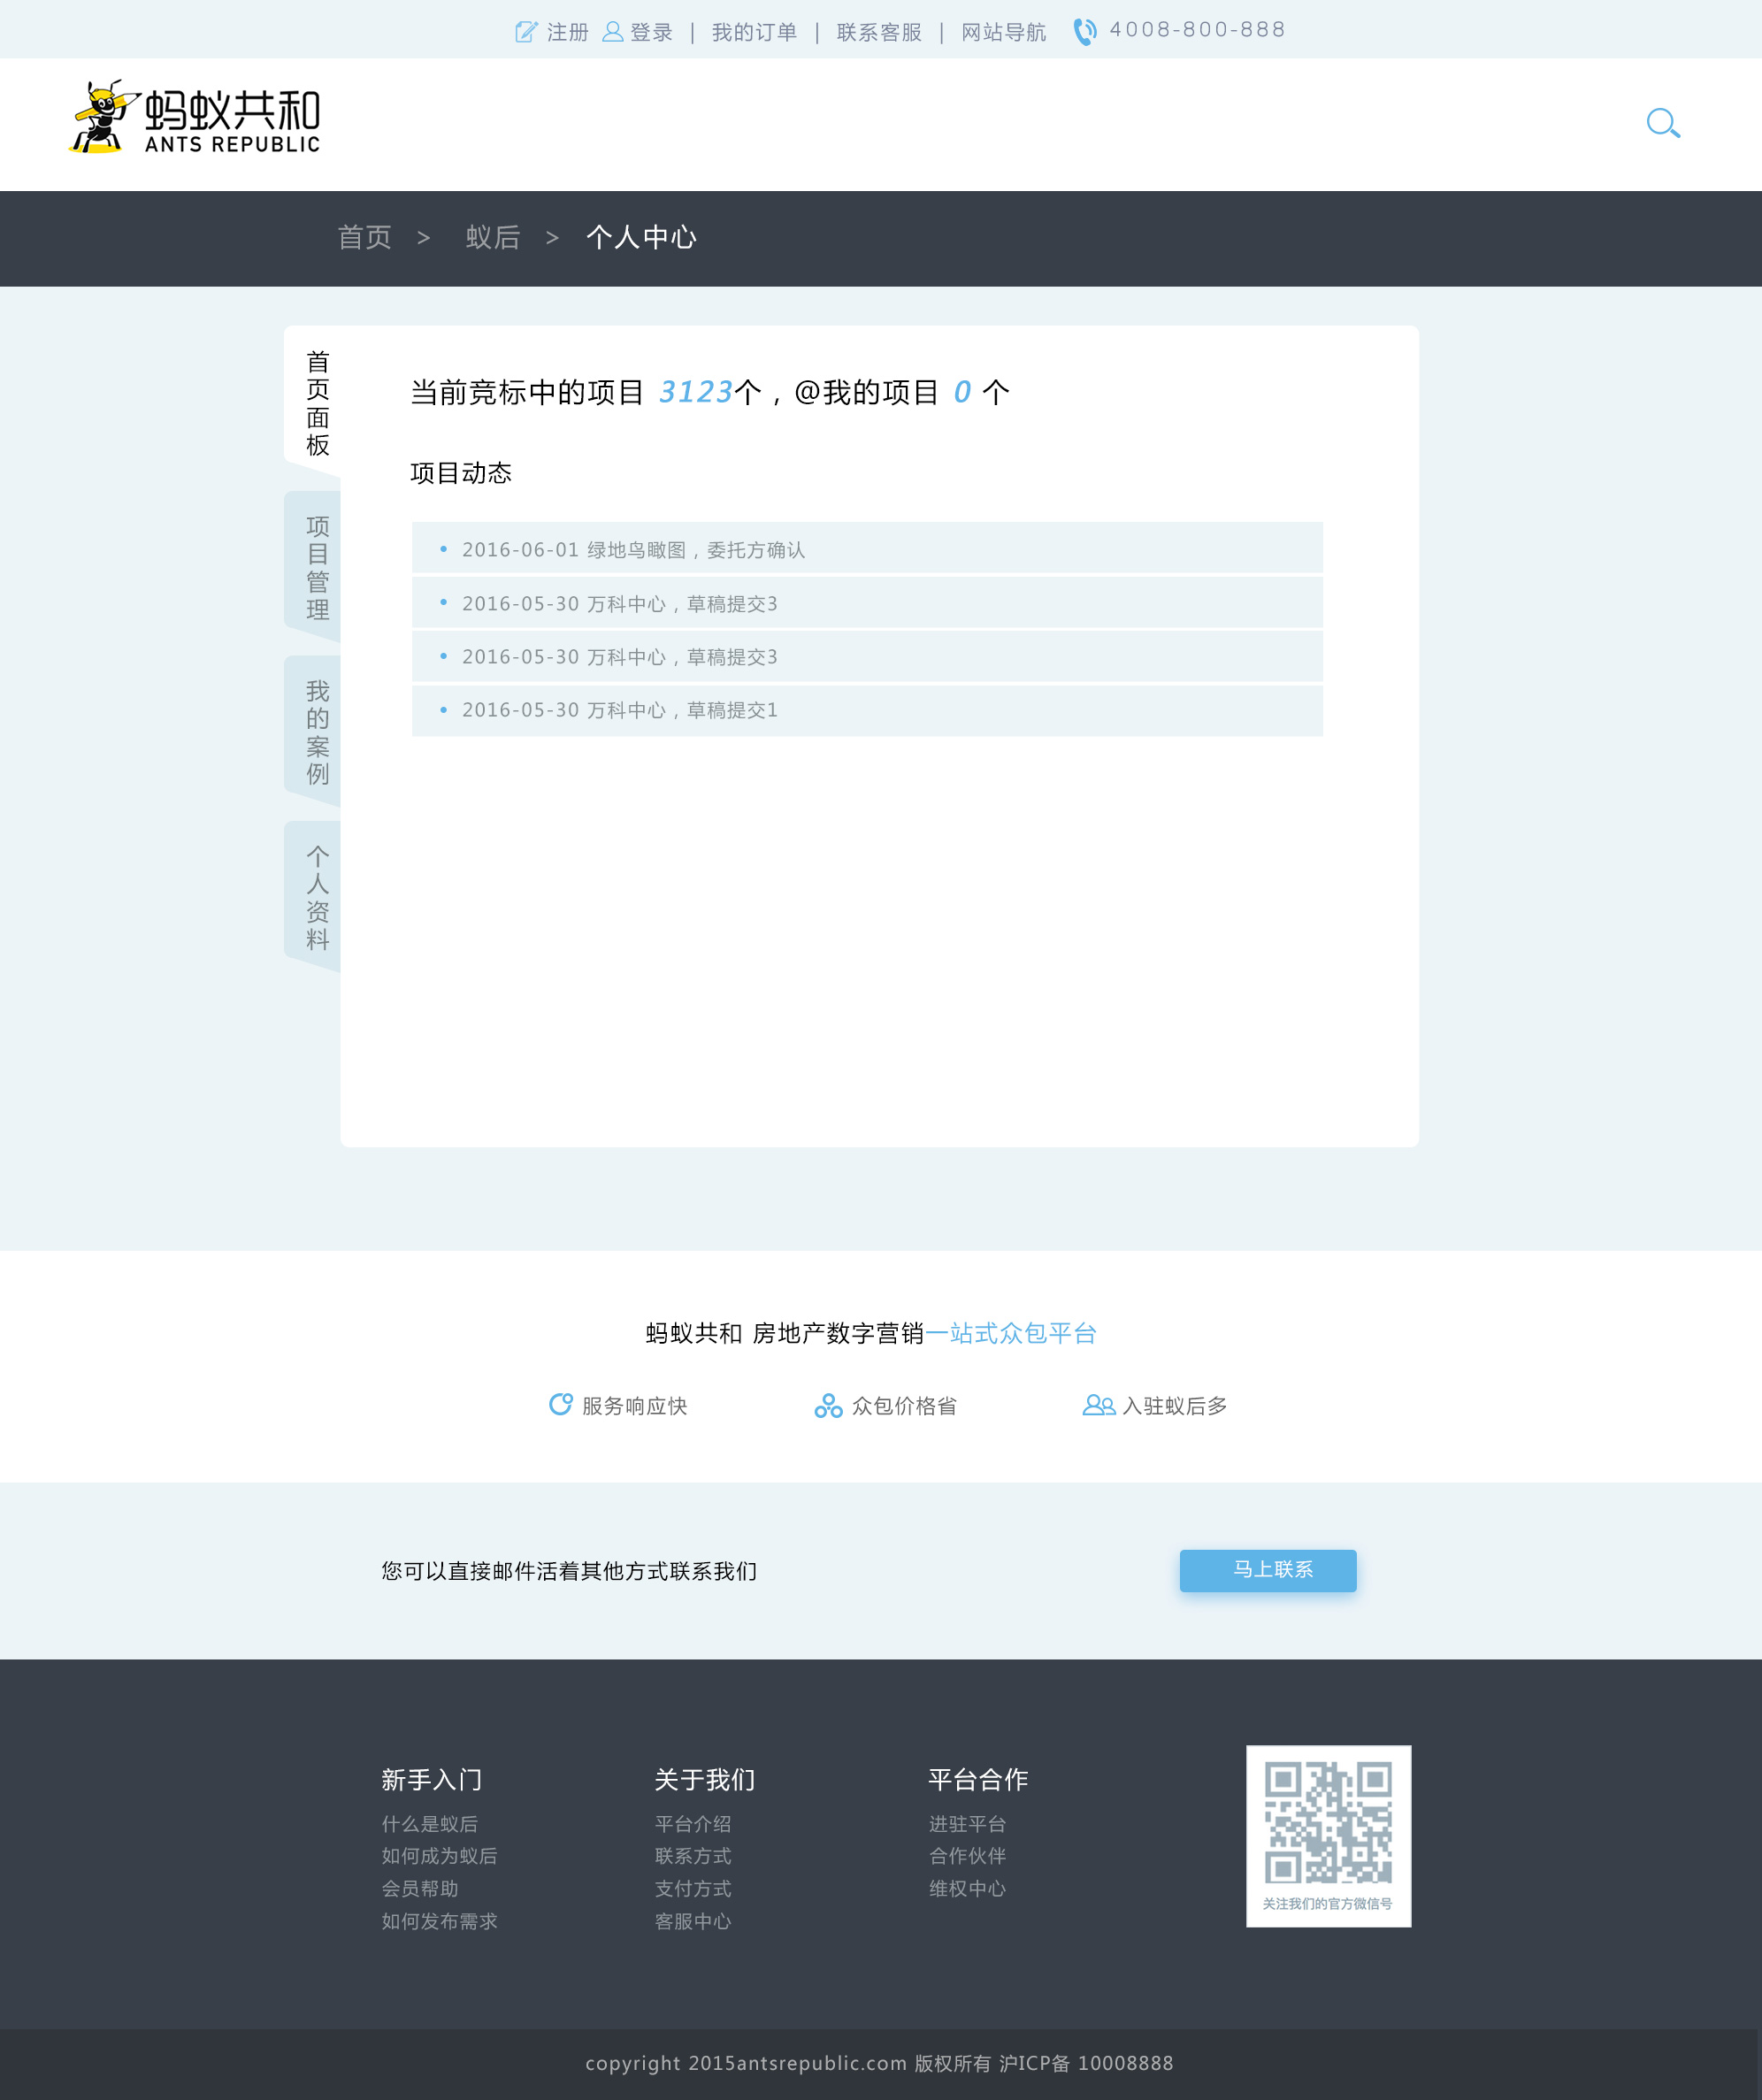 注册 登录 | 我的订单 | 联系客服 | 网站导航 4008-800-888
蚂蚁共和
ANTS REPUBLIC
首页 > 蚁后 > 个人中心
首页面板
项目管理
我的案例
个人资料
当前竞标中的项目 3123个，@我的项目 0 个
项目动态
• 2016-06-01 绿地鸟瞰图，委托方确认
• 2016-05-30 万科中心，草稿提交3
• 2016-05-30 万科中心，草稿提交3
• 2016-05-30 万科中心，草稿提交1
蚂蚁共和 房地产数字营销一站式众包平台
服务响应快 众包价格省 入驻蚁后多
您可以直接邮件活着其他方式联系我们
马上联系
新手入门
什么是蚁后
如何成为蚁后
会员帮助
如何发布需求
关于我们
平台介绍
联系方式
支付方式
客服中心
平台合作
进驻平台
合作伙伴
维权中心
关注我们的官方微信号
copyright 2015antsrepublic.com 版权所有 沪ICP备 10008888